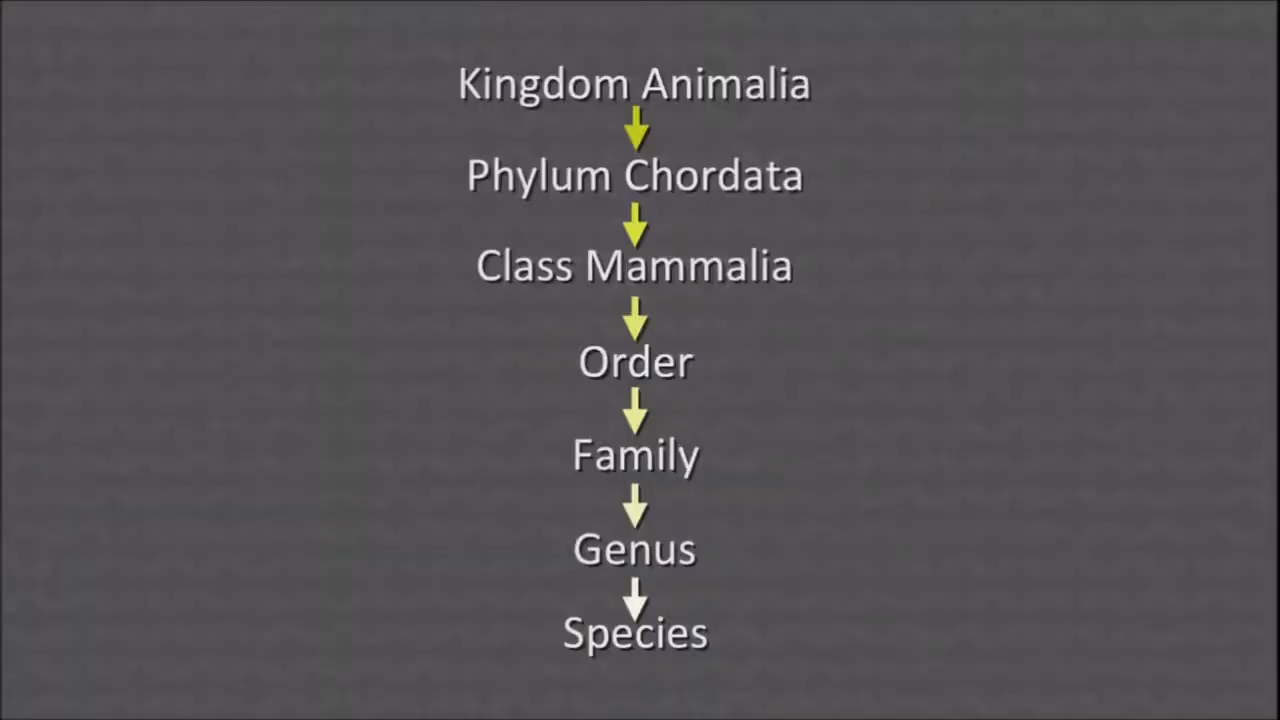 Kingdom Animalia
Phylum Chordata
Class Mammalia
Order
Family
Genus
Species